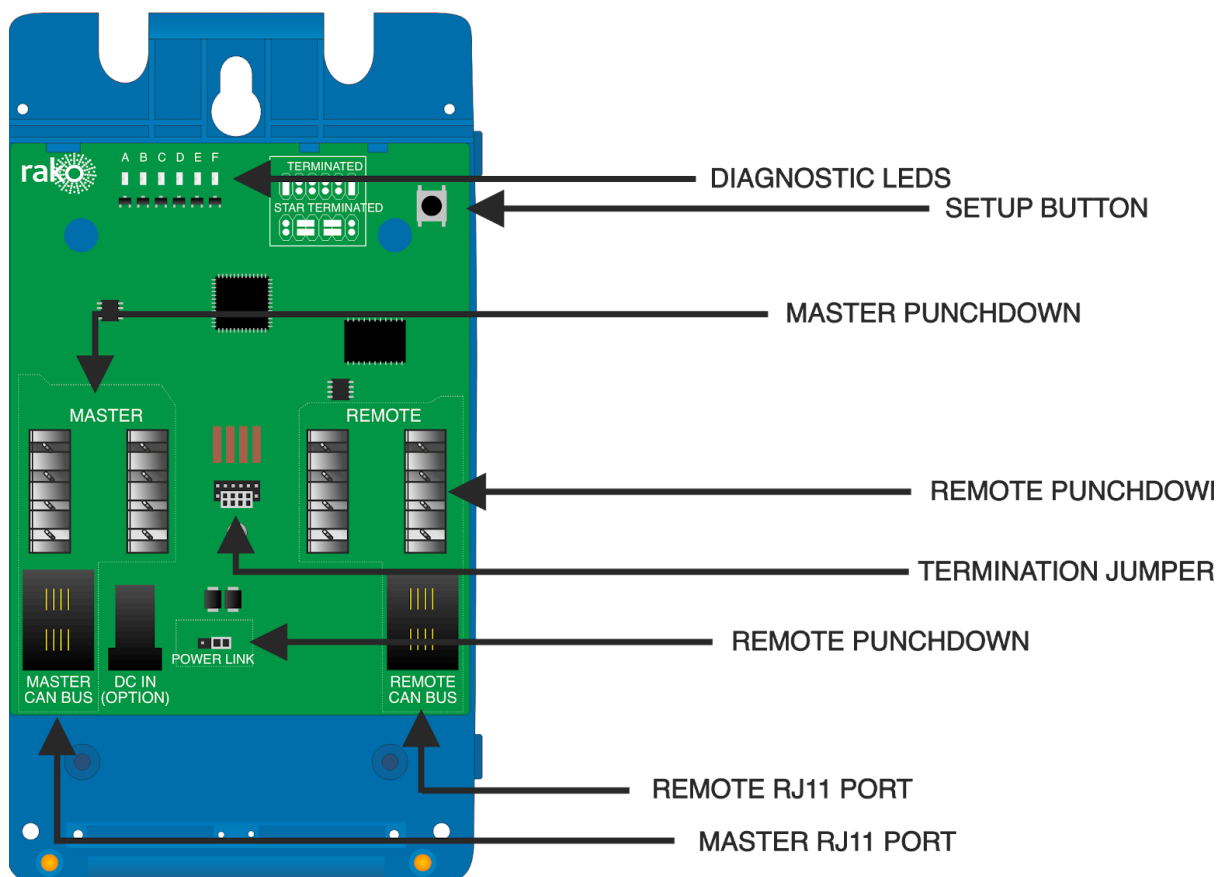 rako
A B C D E F
TERMINATED
STAR TERMINATED
DIAGNOSTIC LEDS
SETUP BUTTON
MASTER PUNCHDOWN
MASTER
REMOTE
REMOTE PUNCHDOWI
TERMINATION JUMPER
REMOTE PUNCHDOWN
POWER LINK
MASTER
CAN BUS
DC IN
(OPTION)
REMOTE
CAN BUS
REMOTE RJ11 PORT
MASTER RJ11 PORT